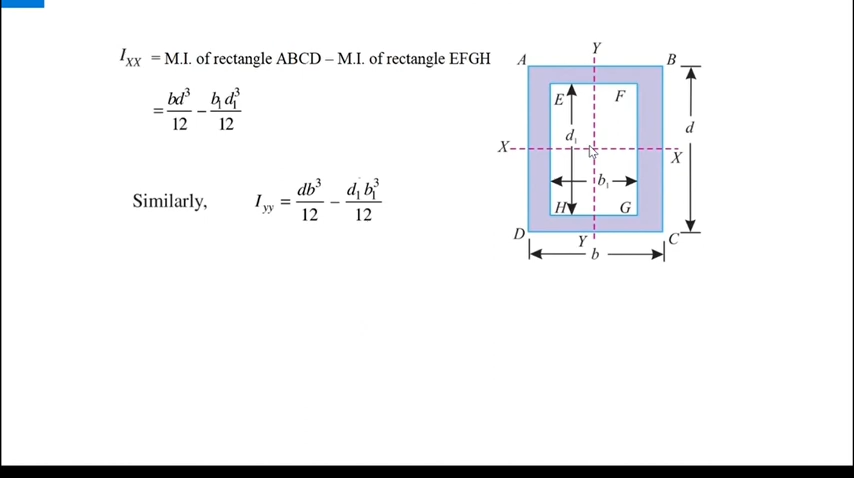 I_XX = M.I. of rectangle ABCD – M.I. of rectangle EFGH
= bd³/12 – b₁d₁³/12
Similarly, I_yy = db³/12 – d₁b₁³/12
Y
A B
E F
d₁ d
X X
b₁
H G
D Y C
b